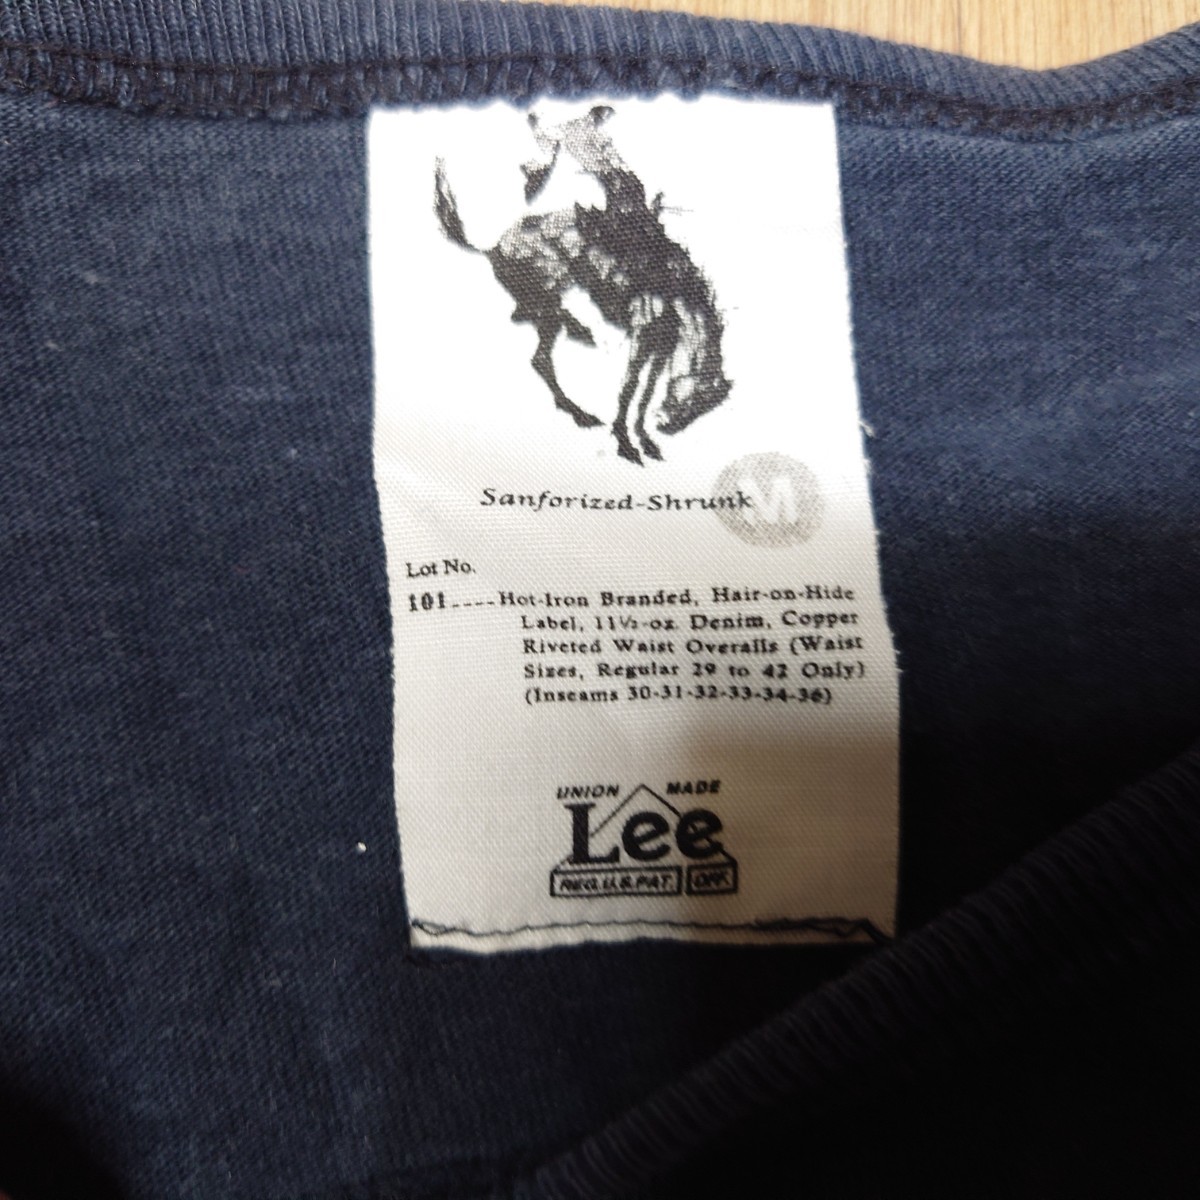 Sanforized-Shrunk M
Lot No.
101----Hot-Iron Branded, Hair-on-Hide
Label, 11½-oz. Denim, Copper
Riveted Waist Overalls (Waist
Sizes, Regular 29 to 42 Only)
(Inseams 30-31-32-33-34-36)
UNION MADE
Lee
REG.U.S.PAT. OFF.